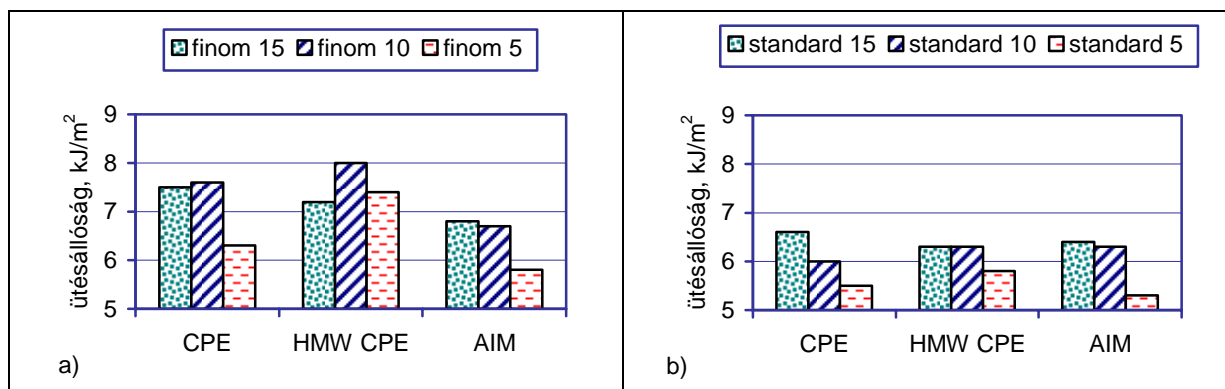 finom 15 finom 10 finom 5
ütésállóság, kJ/m²
9
8
7
6
5
CPE HMW CPE AIM
a)
standard 15 standard 10 standard 5
ütésállóság, kJ/m²
9
8
7
6
5
CPE HMW CPE AIM
b)